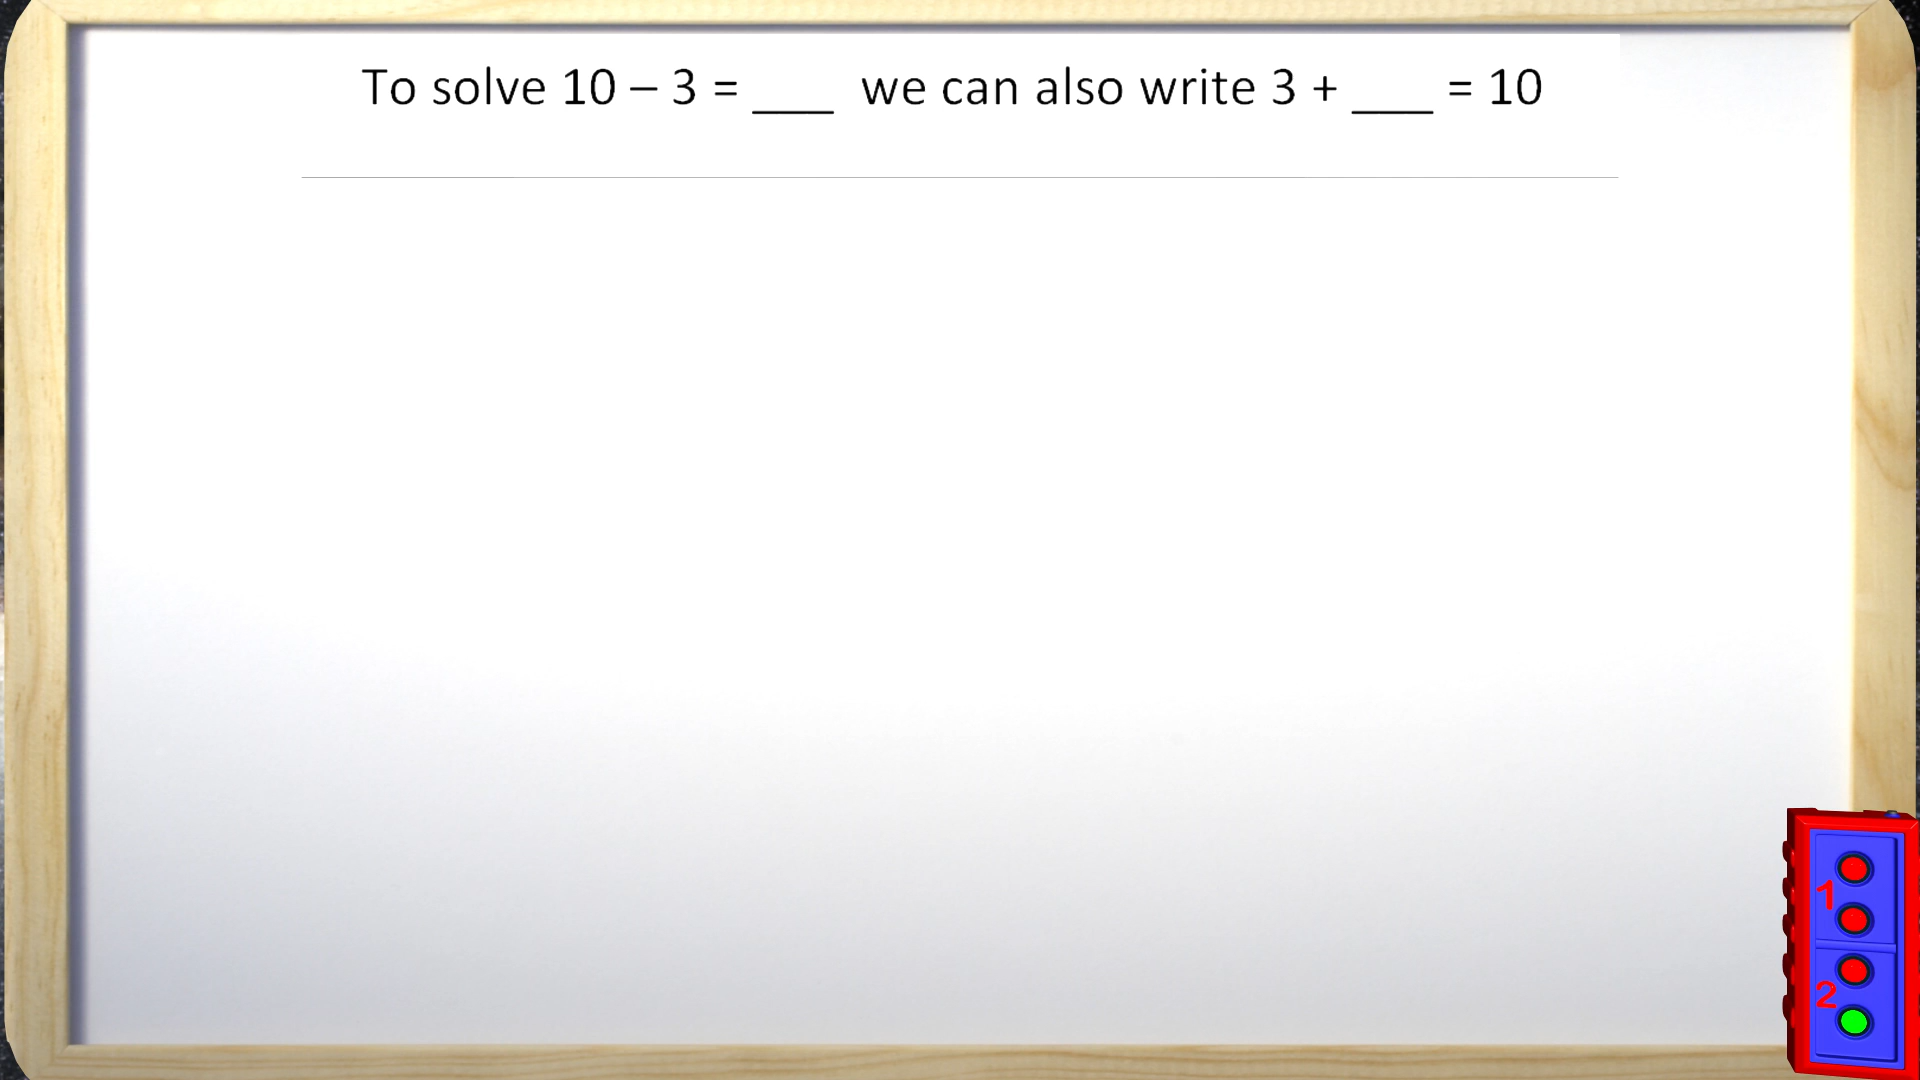 To solve 10 – 3 = ___ we can also write 3 + ___ = 10
1
2